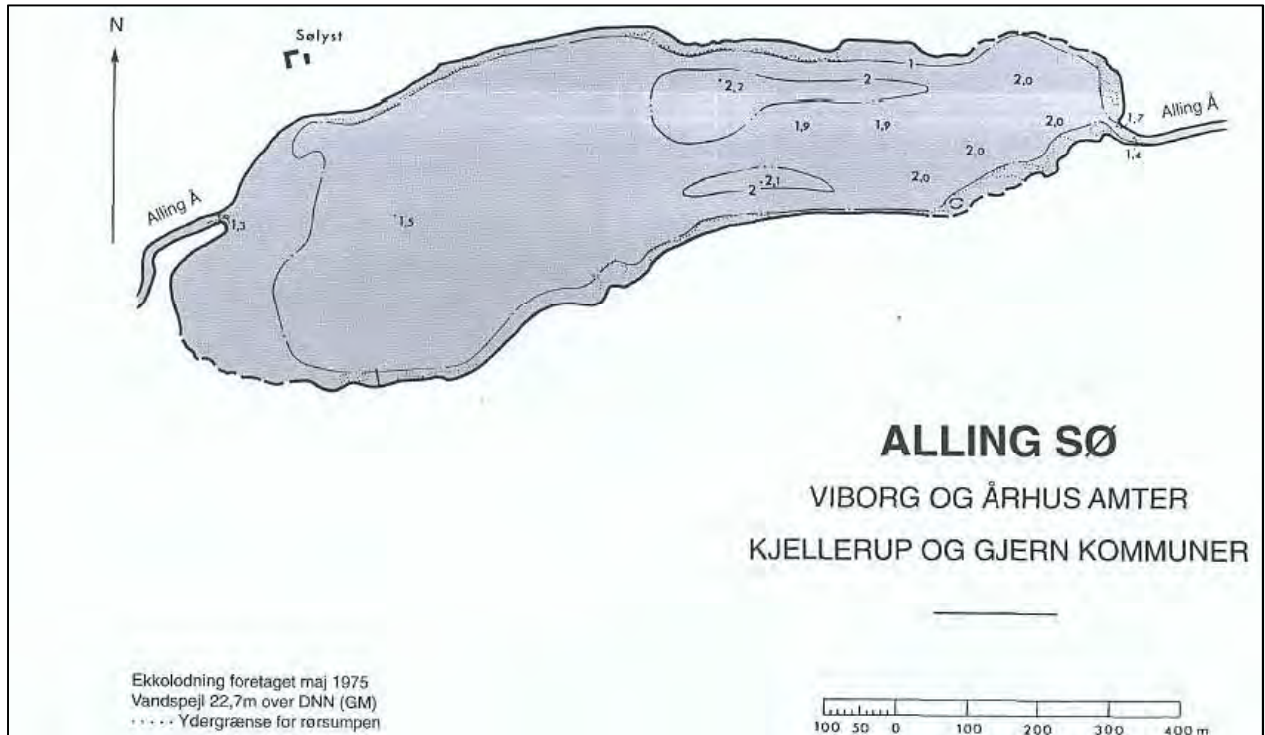 N
Sølyst
1
2,2
2
2,0
Alling Å
1,9
1,9
2,0
1,7
1,4
2,0
2
2,1
2,0
Alling Å
1,3
1,5
ALLING SØ
VIBORG OG ÅRHUS AMTER
KJELLERUP OG GJERN KOMMUNER
Ekkolodning foretaget maj 1975
Vandspejl 22,7m over DNN (GM)
..... Ydergrænse for rørsumpen
100 50 0 100 200 300 400 m